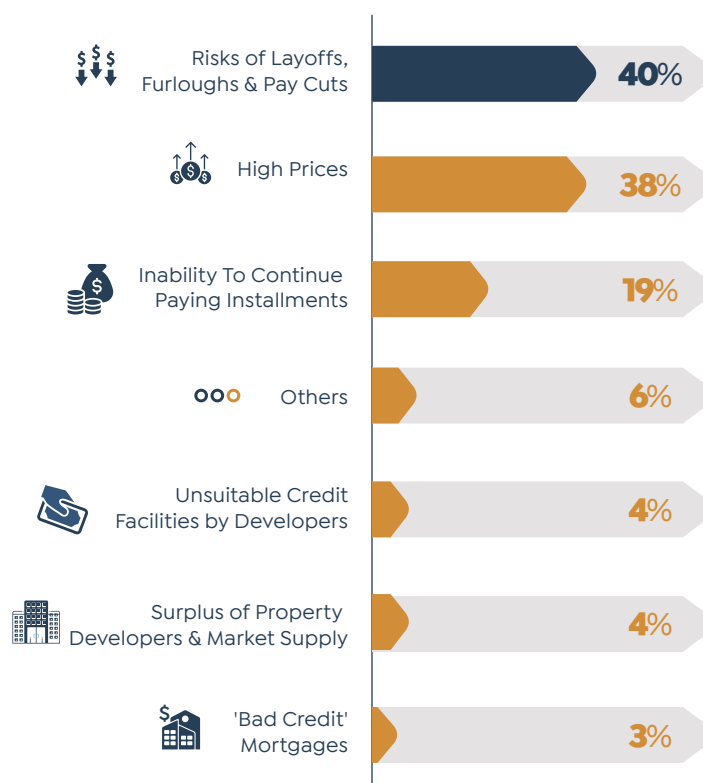 Risks of Layoffs,
Furloughs & Pay Cuts
40%
High Prices
38%
Inability To Continue
Paying Installments
19%
Others
6%
Unsuitable Credit
Facilities by Developers
4%
Surplus of Property
Developers & Market Supply
4%
'Bad Credit'
Mortgages
3%